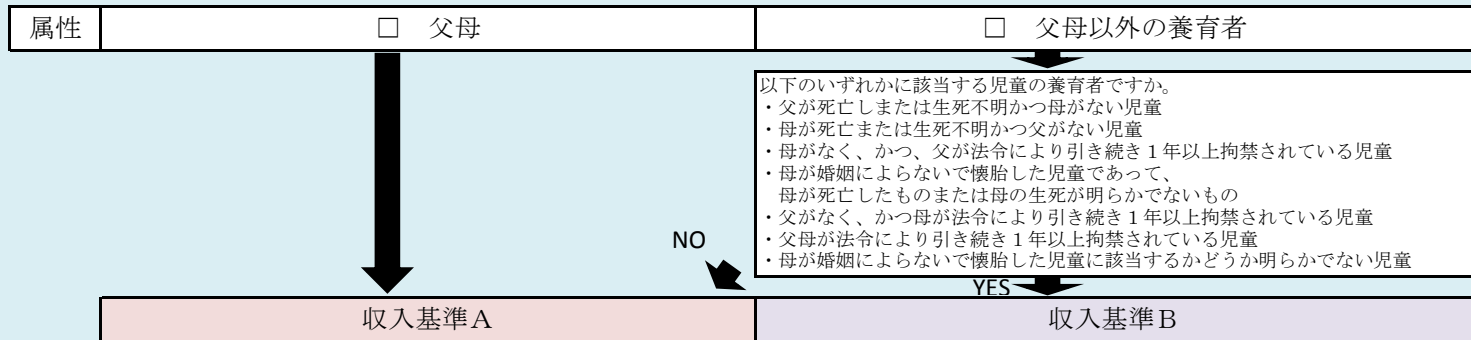 属性 □ 父母 □ 父母以外の養育者
以下のいずれかに該当する児童の養育者ですか。
・父が死亡しまたは生死不明かつ母がない児童
・母が死亡または生死不明かつ父がない児童
・母がなく、かつ、父が法令により引き続き１年以上拘禁されている児童
・母が婚姻によらないで懐胎した児童であって、
母が死亡したものまたは母の生死が明らかでないもの
・父がなく、かつ母が法令により引き続き１年以上拘禁されている児童
・父母が法令により引き続き１年以上拘禁されている児童
・母が婚姻によらないで懐胎した児童に該当するかどうか明らかでない児童
NO
YES
収入基準Ａ 収入基準Ｂ